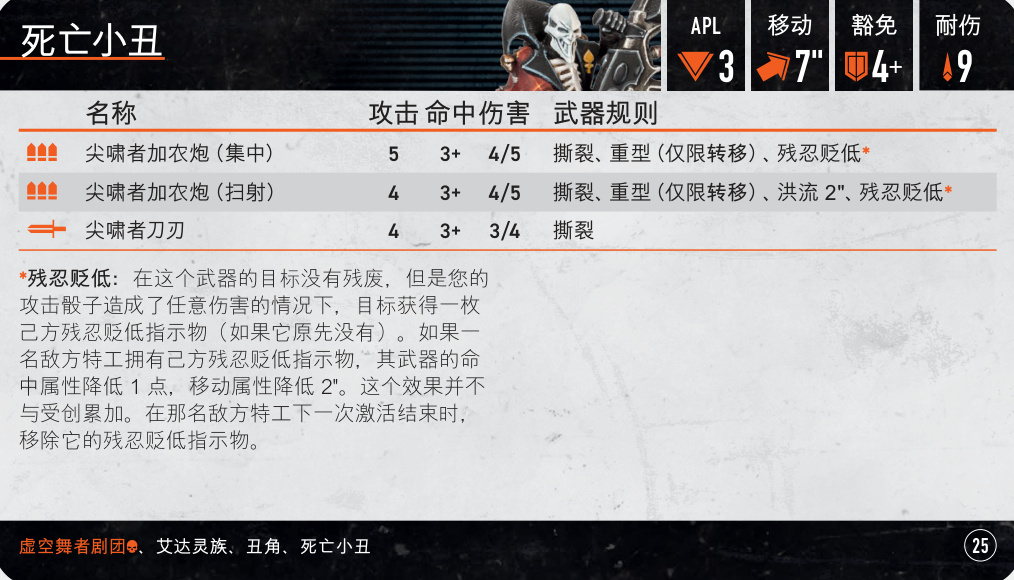 死亡小丑
APL 移动 豁免 耐伤
3 7" 4+ 9
名称 攻击 命中 伤害 武器规则
尖啸者加农炮（集中） 5 3+ 4/5 撕裂、重型（仅限转移）、残忍贬低*
尖啸者加农炮（扫射） 4 3+ 4/5 撕裂、重型（仅限转移）、洪流 2"、残忍贬低*
尖啸者刀刃 4 3+ 3/4 撕裂
*残忍贬低：在这个武器的目标没有残废，但是您的
攻击骰子造成了任意伤害的情况下，目标获得一枚
己方残忍贬低指示物（如果它原先没有）。如果一
名敌方特工拥有己方残忍贬低指示物，其武器的命
中属性降低 1 点，移动属性降低 2"。这个效果并不
与受创累加。在那名敌方特工下一次激活结束时，
移除它的残忍贬低指示物。
虚空舞者剧团、艾达灵族、丑角、死亡小丑
25